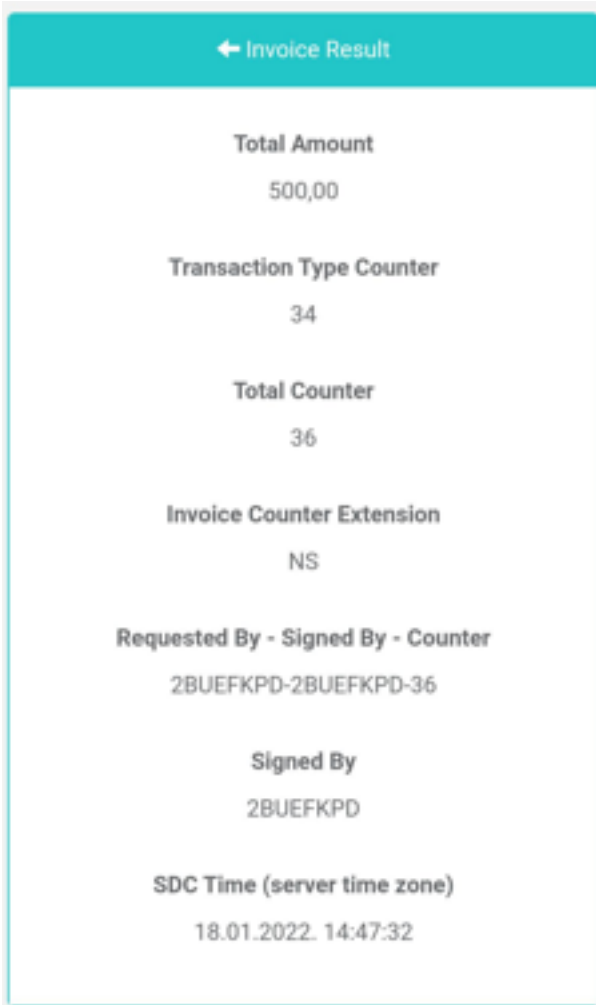 Invoice Result
Total Amount
500,00
Transaction Type Counter
34
Total Counter
36
Invoice Counter Extension
NS
Requested By - Signed By - Counter
2BUEFKPD-2BUEFKPD-36
Signed By
2BUEFKPD
SDC Time (server time zone)
18.01.2022. 14:47:32